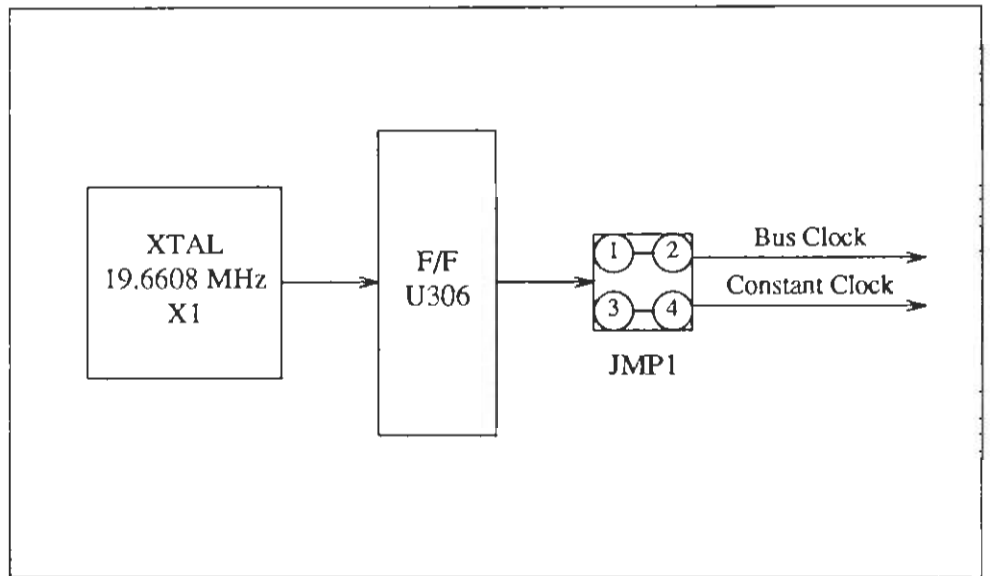 XTAL
19.6608 MHz
X1
F/F
U306
1 2
3 4
JMP1
Bus Clock
Constant Clock